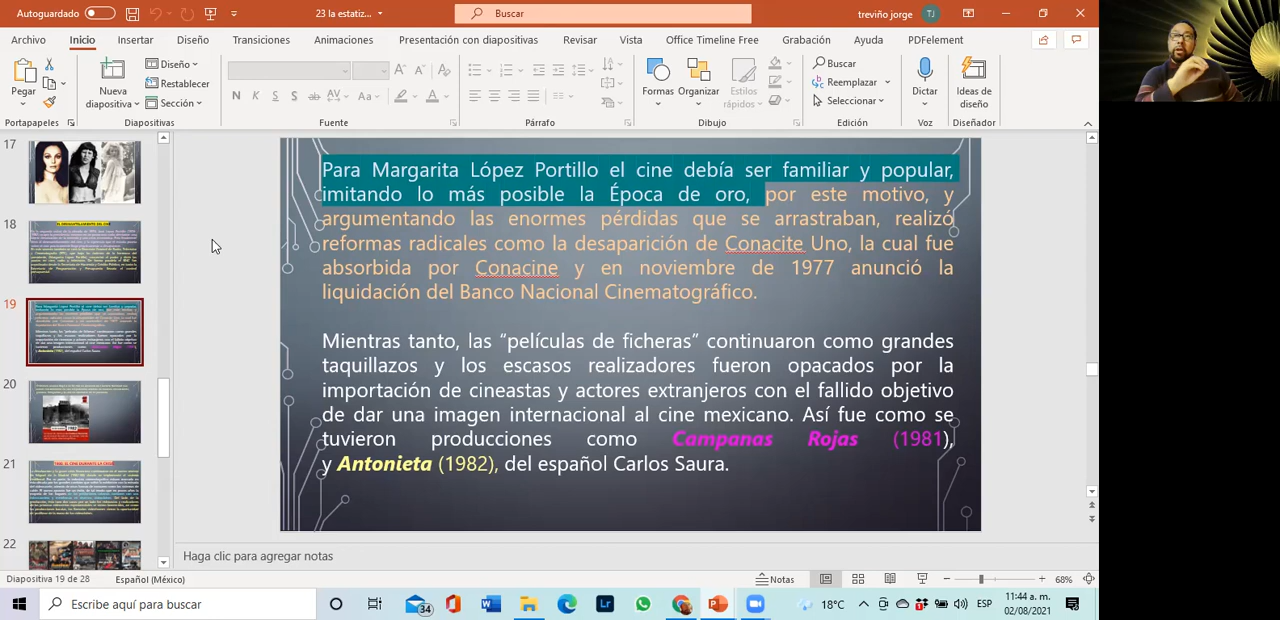 Autoguardado
23 la estatiz...
Buscar
treviño jorge
TJ
Archivo
Inicio
Insertar
Diseño
Transiciones
Animaciones
Presentación con diapositivas
Revisar
Vista
Office Timeline Free
Grabación
Ayuda
PDFelement
Pegar
Nueva
diapositiva
Diseño
Restablecer
Sección
Formas
Organizar
Estilos
rápidos
Buscar
Reemplazar
Seleccionar
Dictar
Ideas de
diseño
Portapapeles
Diapositivas
Fuente
Párrafo
Dibujo
Edición
Voz
Diseñador
17
18
19
20
21
22
Para Margarita López Portillo el cine debía ser familiar y popular,
imitando lo más posible la Época de oro, por este motivo, y
argumentando las enormes pérdidas que se arrastraban, realizó
reformas radicales como la desaparición de Conacite Uno, la cual fue
absorbida por Conacine y en noviembre de 1977 anunció la
liquidación del Banco Nacional Cinematográfico.
Mientras tanto, las “películas de ficheras” continuaron como grandes
taquillazos y los escasos realizadores fueron opacados por la
importación de cineastas y actores extranjeros con el fallido objetivo
de dar una imagen internacional al cine mexicano. Así fue como se
tuvieron producciones como Campanas Rojas (1981),
y Antonieta (1982), del español Carlos Saura.
Haga clic para agregar notas
Diapositiva 19 de 28
Español (México)
Notas
68%
Escribe aquí para buscar
34
18°C
ESP
11:44 a. m.
02/08/2021